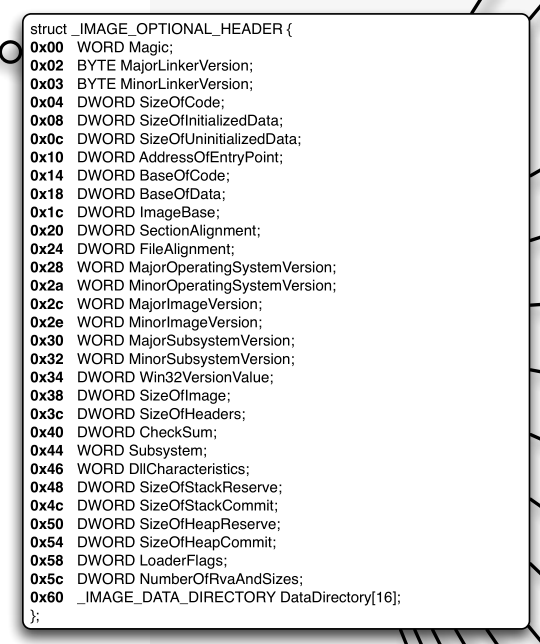 struct _IMAGE_OPTIONAL_HEADER {
0x00 WORD Magic;
0x02 BYTE MajorLinkerVersion;
0x03 BYTE MinorLinkerVersion;
0x04 DWORD SizeOfCode;
0x08 DWORD SizeOfInitializedData;
0x0c DWORD SizeOfUninitializedData;
0x10 DWORD AddressOfEntryPoint;
0x14 DWORD BaseOfCode;
0x18 DWORD BaseOfData;
0x1c DWORD ImageBase;
0x20 DWORD SectionAlignment;
0x24 DWORD FileAlignment;
0x28 WORD MajorOperatingSystemVersion;
0x2a WORD MinorOperatingSystemVersion;
0x2c WORD MajorImageVersion;
0x2e WORD MinorImageVersion;
0x30 WORD MajorSubsystemVersion;
0x32 WORD MinorSubsystemVersion;
0x34 DWORD Win32VersionValue;
0x38 DWORD SizeOfImage;
0x3c DWORD SizeOfHeaders;
0x40 DWORD CheckSum;
0x44 WORD Subsystem;
0x46 WORD DllCharacteristics;
0x48 DWORD SizeOfStackReserve;
0x4c DWORD SizeOfStackCommit;
0x50 DWORD SizeOfHeapReserve;
0x54 DWORD SizeOfHeapCommit;
0x58 DWORD LoaderFlags;
0x5c DWORD NumberOfRvaAndSizes;
0x60 _IMAGE_DATA_DIRECTORY DataDirectory[16];
};